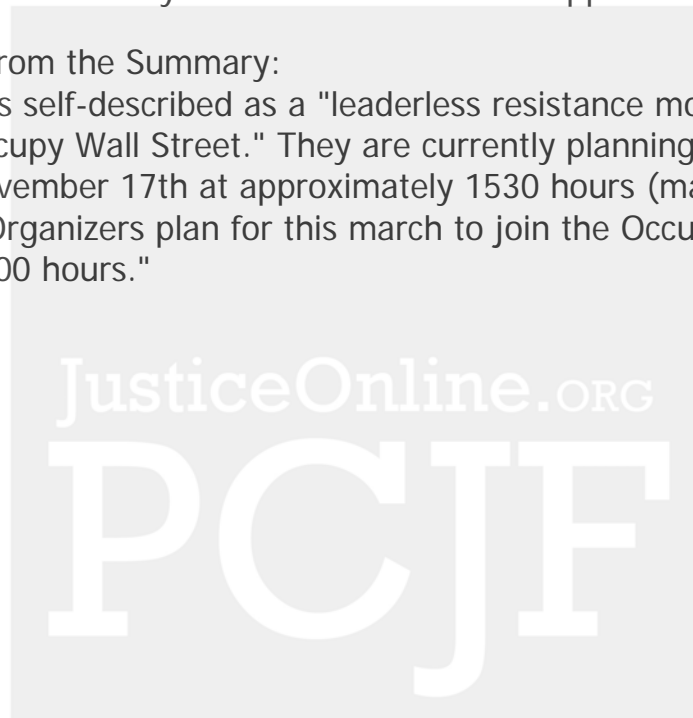 rom the Summary:
s self-described as a "leaderless resistance mo
cupy Wall Street." They are currently planning
vember 17th at approximately 1530 hours (ma
Organizers plan for this march to join the Occu
00 hours."
JusticeOnline.ORG
PCJF